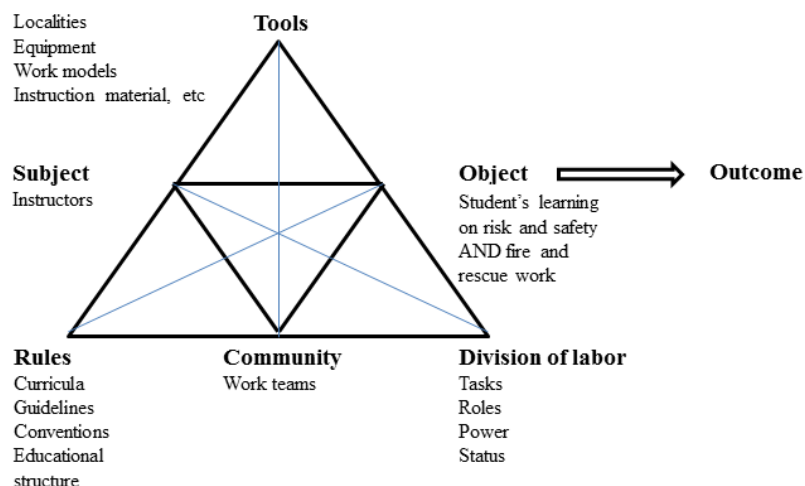 Localities
Equipment
Work models
Instruction material, etc
Tools
Subject
Instructors
Object
Student's learning
on risk and safety
AND fire and
rescue work
Outcome
Rules
Curricula
Guidelines
Conventions
Educational
structure
Community
Work teams
Division of labor
Tasks
Roles
Power
Status